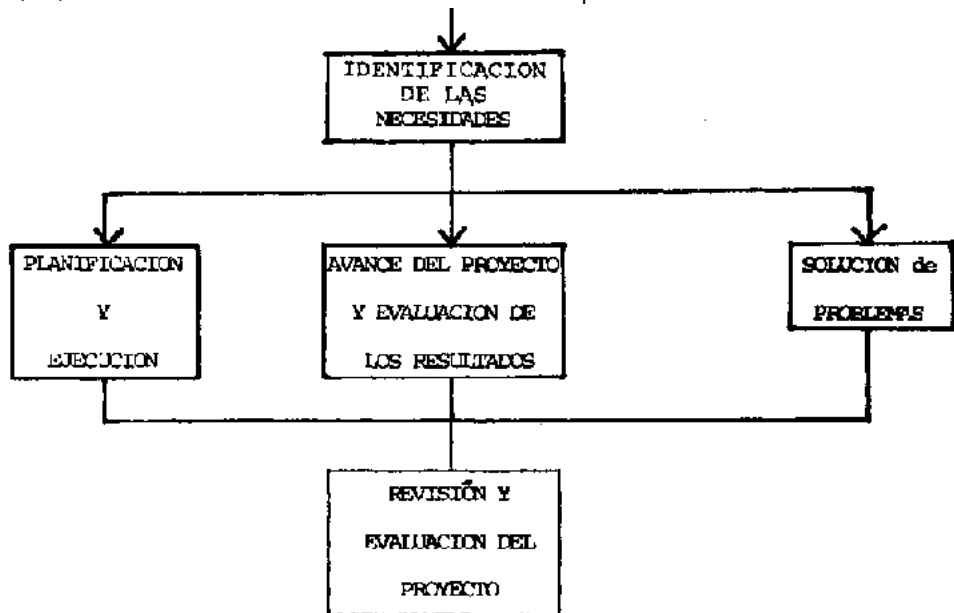 IDENTIFICACION
DE LAS
NECESIDADES
PLANIFICACION
Y
EJECUCION
AVANCE DEL PROYECTO
Y EVALUACION DE
LOS RESULTADOS
SOLUCION de
PROBLEMAS
REVISIÓN Y
EVALUACION DEL
PROYECTO